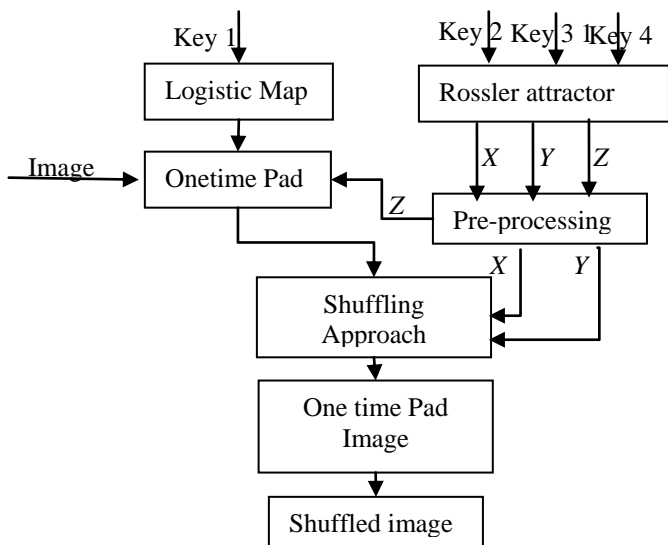 Key 1
Key 2 Key 3 1 Key 4
Logistic Map
Rossler attractor
Image
Onetime Pad
X Y Z
Z
Pre-processing
X Y
Shuffling
Approach
One time Pad
Image
Shuffled image